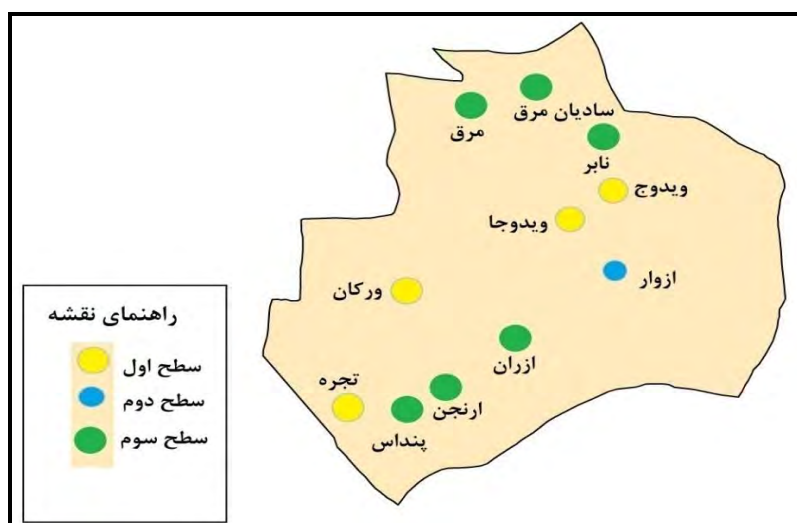 سادیان مرق
مرق
نابر
ویدوج
ویدوجا
ازوار
ورکان
ازران
تجره
ارنجن
پنداس
راهنمای نقشه
سطح اول
سطح دوم
سطح سوم